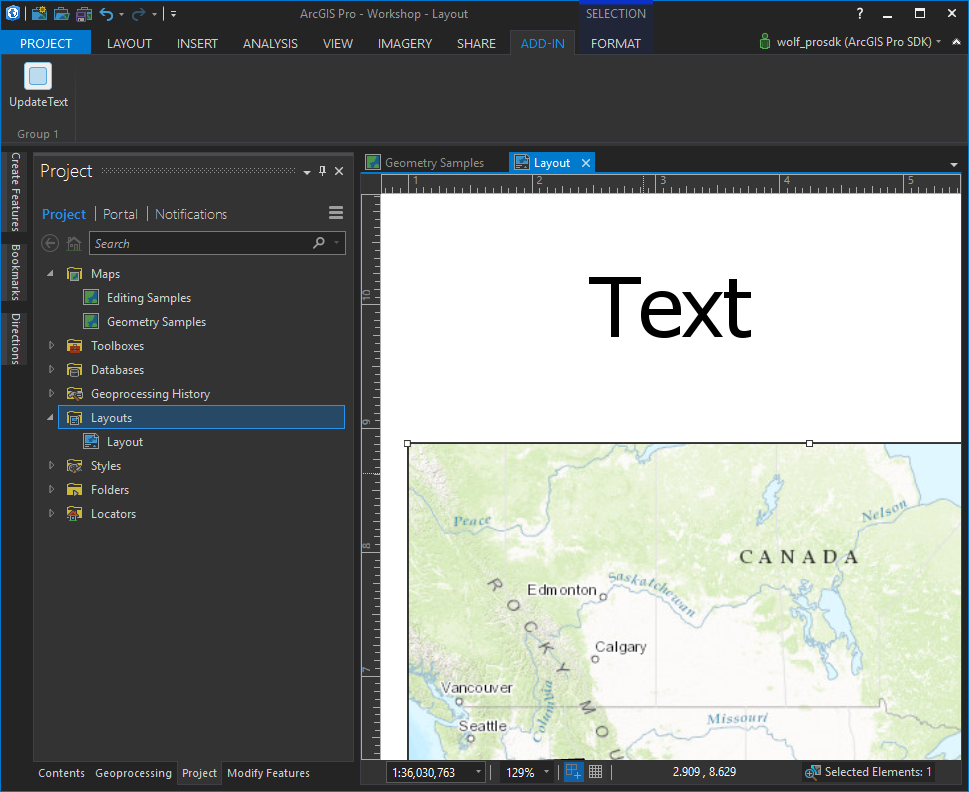 ArcGIS Pro - Workshop - Layout
SELECTION
?
PROJECT LAYOUT INSERT ANALYSIS VIEW IMAGERY SHARE ADD-IN FORMAT
wolf_prosdk (ArcGIS Pro SDK)
UpdateText
Group 1
Create Features
Bookmarks
Directions
Project
Project | Portal | Notifications
Search
Maps
Editing Samples
Geometry Samples
Toolboxes
Databases
Geoprocessing History
Layouts
Layout
Styles
Folders
Locators
Contents Geoprocessing Project Modify Features
Geometry Samples Layout
1 2 3 4 5
10
9
8
7
Text
Peace
Nelson
CANADA
Edmonton
Saskatchewan
ROCKY MOU
Calgary
Vancouver
Columbia
Seattle
Missouri
1:36,030,763 129% 2.909 , 8.629 Selected Elements: 1